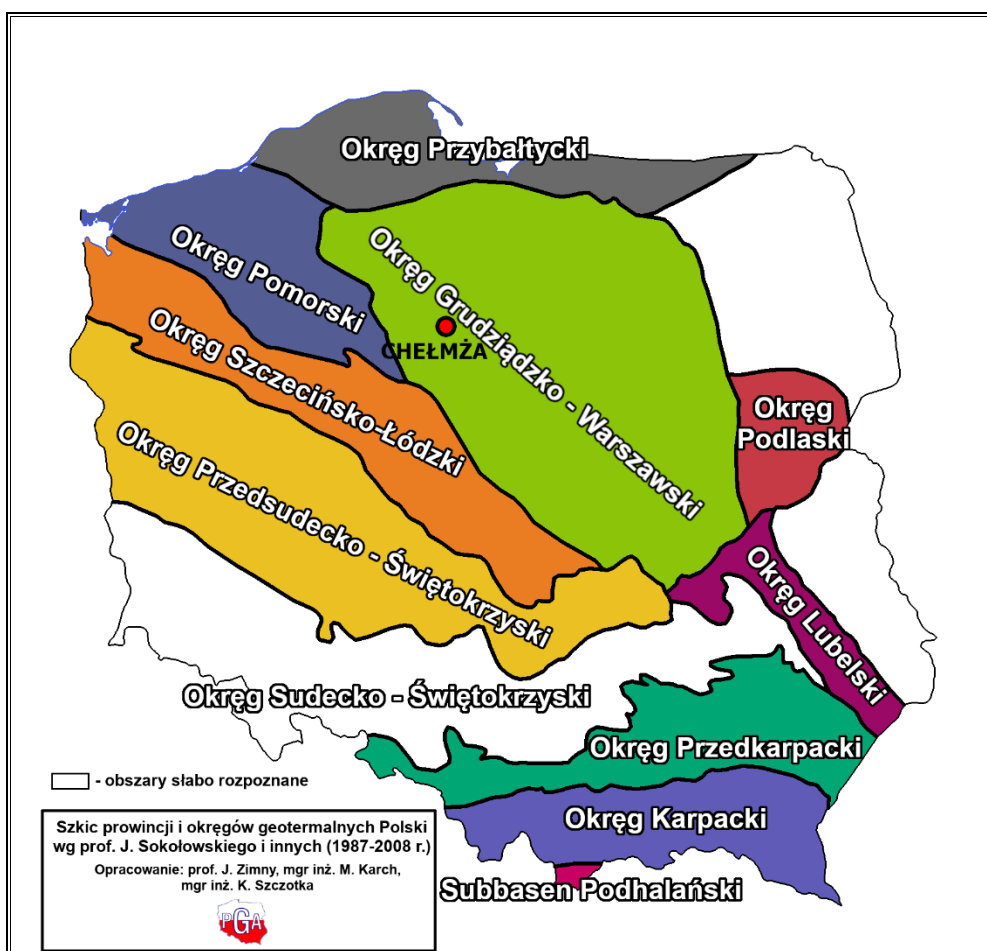 Okręg Przybałtycki
Okręg Pomorski
Okręg Grudziądzko - Warszawski
CHEŁMŻA
Okręg Szczecińsko-Łódzki
Okręg
Podlaski
Okręg Przedsudecko - Świętokrzyski
Okręg Lubelski
Okręg Sudecko - Świętokrzyski
Okręg Przedkarpacki
- obszary słabo rozpoznane
Okręg Karpacki
Subbasen Podhalański
Szkic prowincji i okręgów geotermalnych Polski
wg prof. J. Sokołowskiego i innych (1987-2008 r.)
Opracowanie: prof. J. Zimny, mgr inż. M. Karch,
mgr inż. K. Szczotka
PGA